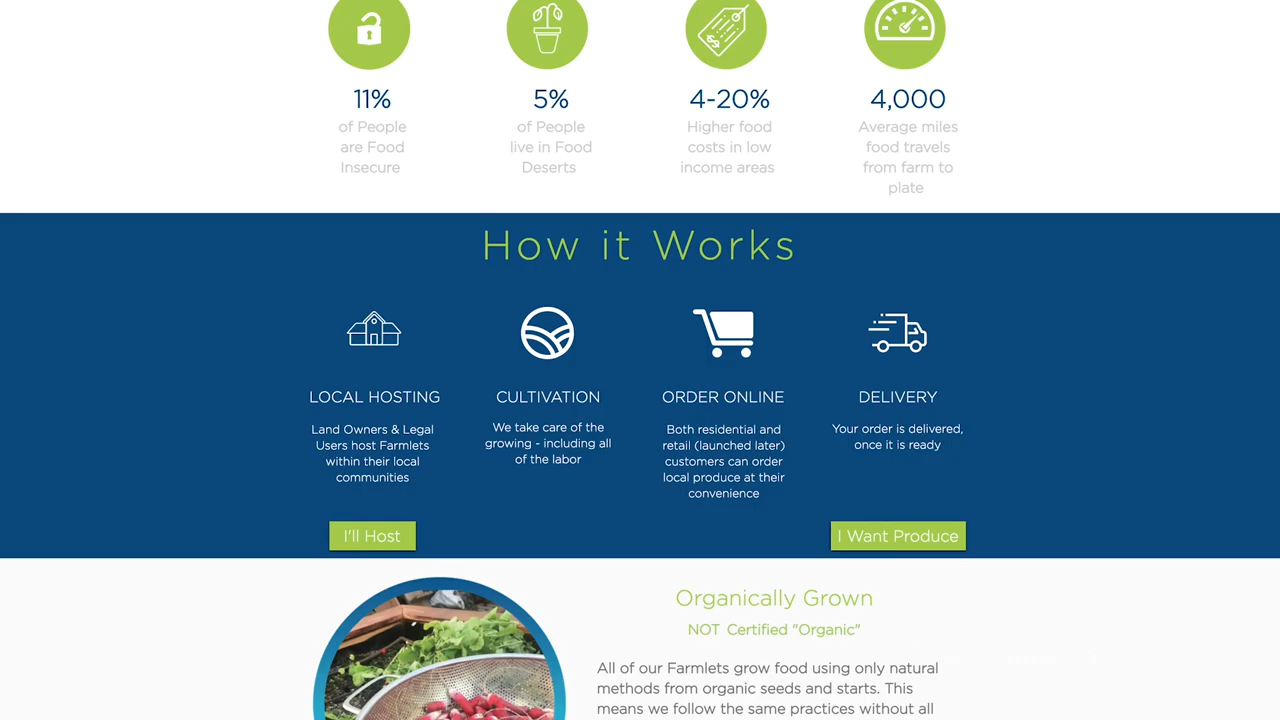 11%
of People
are Food
Insecure
5%
of People
live in Food
Deserts
4-20%
Higher food
costs in low
income areas
4,000
Average miles
food travels
from farm to
plate
How it Works
LOCAL HOSTING
Land Owners & Legal
Users host Farmlets
within their local
communities
I'll Host
CULTIVATION
We take care of the
growing - including all
of the labor
ORDER ONLINE
Both residential and
retail (launched later)
customers can order
local produce at their
convenience
DELIVERY
Your order is delivered,
once it is ready
I Want Produce
Organically Grown
NOT Certified "Organic"
All of our Farmlets grow food using only natural
methods from organic seeds and starts. This
means we follow the same practices without all